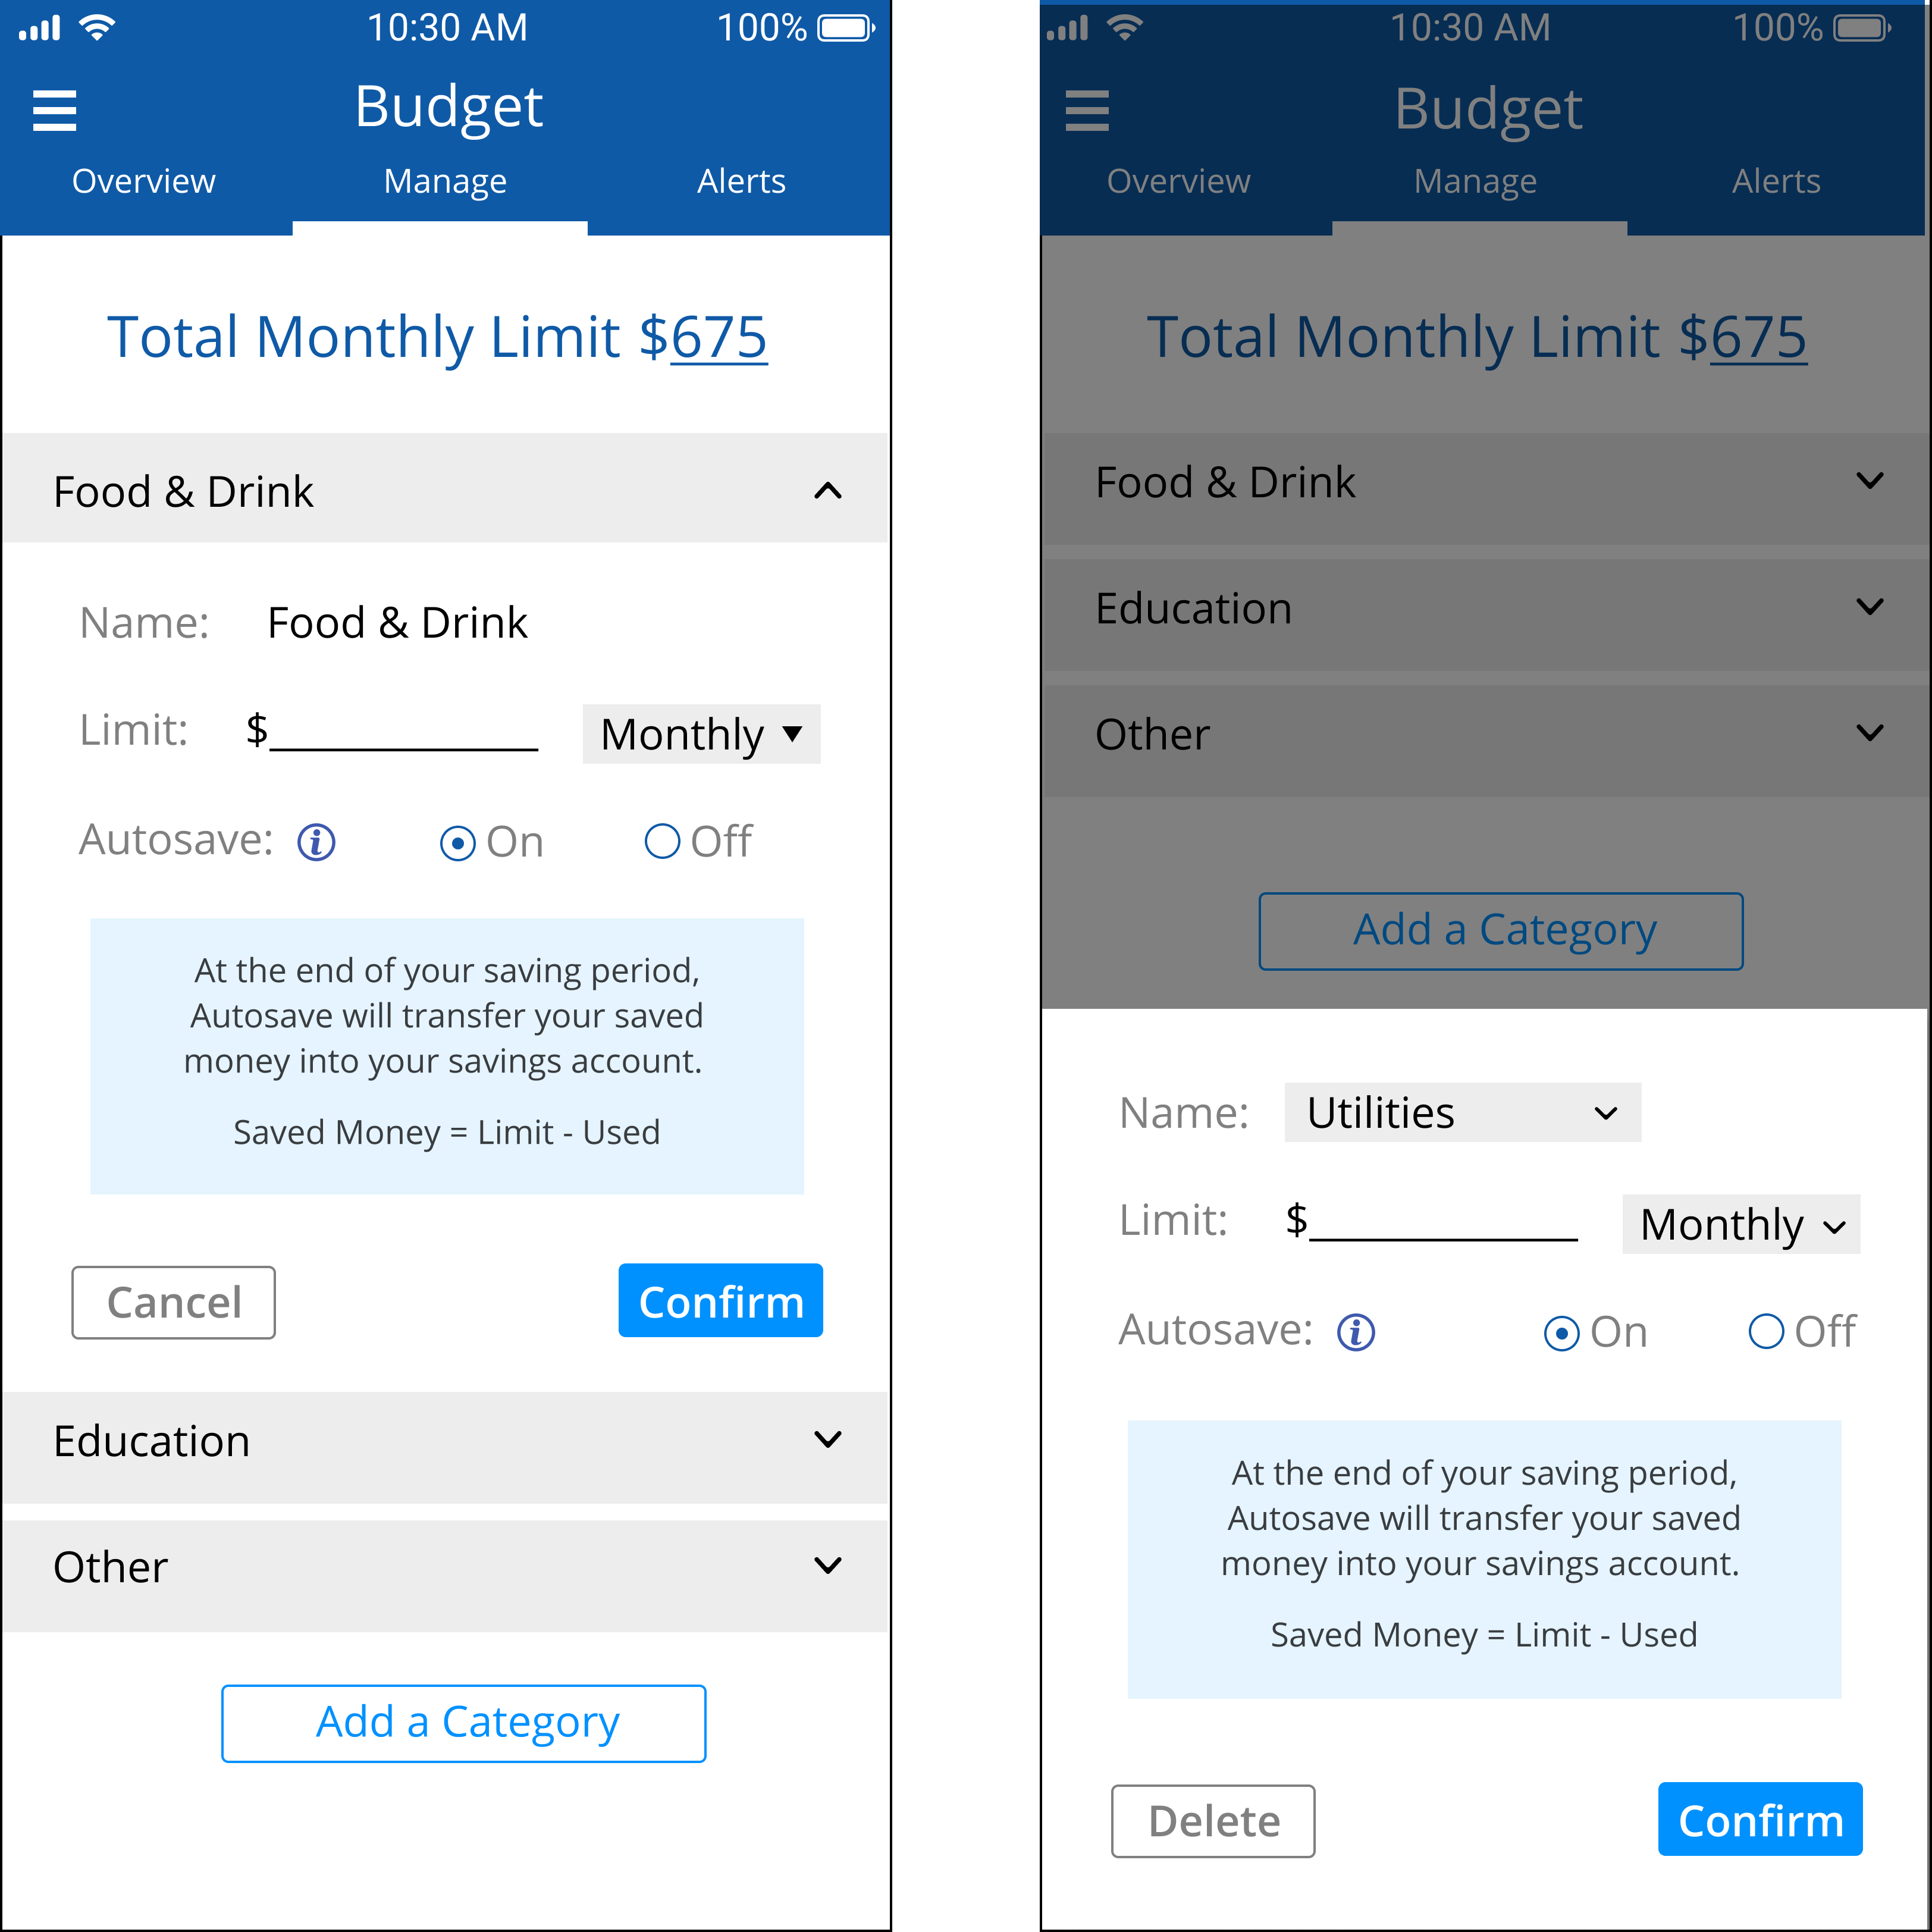 10:30 AM 100%
Budget
Overview Manage Alerts
Total Monthly Limit $675
Food & Drink
Name: Food & Drink
Limit: $ Monthly
Autosave: i On Off
At the end of your saving period,
Autosave will transfer your saved
money into your savings account.
Saved Money = Limit - Used
Cancel Confirm
Education
Other
Add a Category
10:30 AM 100%
Budget
Overview Manage Alerts
Total Monthly Limit $675
Food & Drink
Education
Other
Add a Category
Name: Utilities
Limit: $ Monthly
Autosave: i On Off
At the end of your saving period,
Autosave will transfer your saved
money into your savings account.
Saved Money = Limit - Used
Delete Confirm